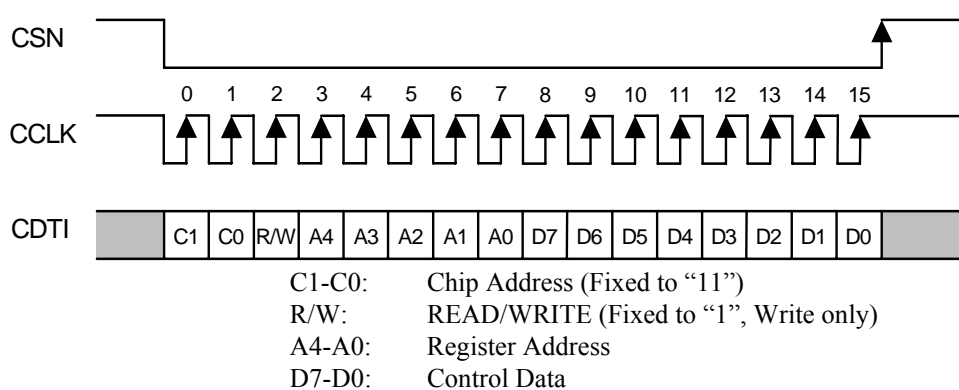 CSN
0 1 2 3 4 5 6 7 8 9 10 11 12 13 14 15
CCLK
CDTI C1 C0 R/W A4 A3 A2 A1 A0 D7 D6 D5 D4 D3 D2 D1 D0
C1-C0: Chip Address (Fixed to “11”)
R/W: READ/WRITE (Fixed to “1”, Write only)
A4-A0: Register Address
D7-D0: Control Data